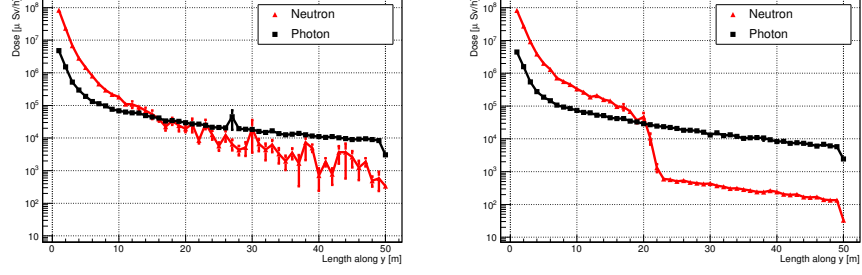 Dose [μ Sv/h]
10⁸
10⁷
10⁶
10⁵
10⁴
10³
10²
10
Neutron
Photon
0 10 20 30 40 50
Length along y [m]
Dose [μ Sv/h]
10⁸
10⁷
10⁶
10⁵
10⁴
10³
10²
10
Neutron
Photon
0 10 20 30 40 50
Length along y [m]